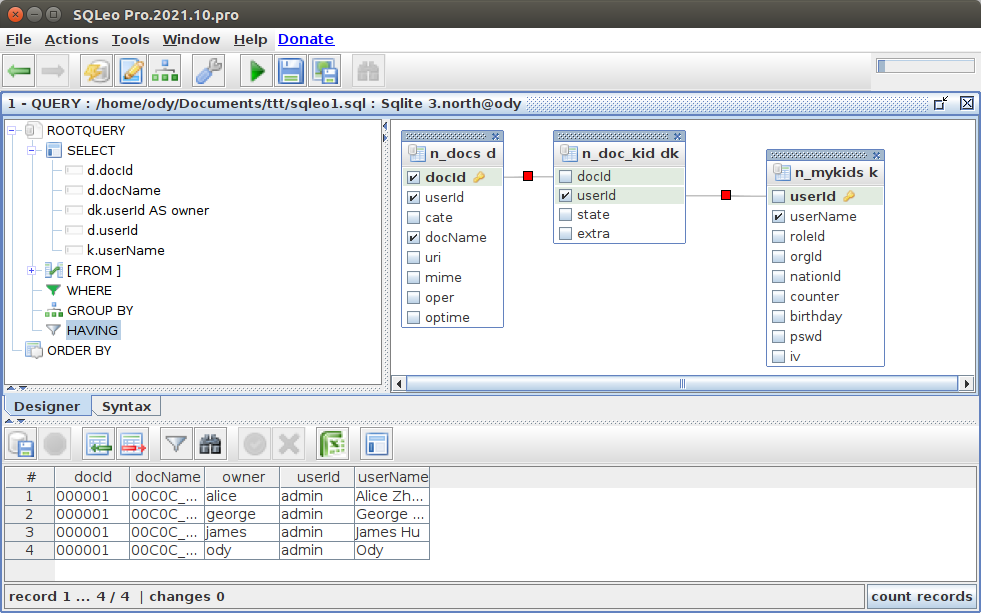 SQLeo Pro.2021.10.pro
File Actions Tools Window Help Donate
1 - QUERY : /home/ody/Documents/ttt/sqleo1.sql : Sqlite 3.north@ody
ROOTQUERY
SELECT
d.docId
d.docName
dk.userId AS owner
d.userId
k.userName
[ FROM ]
WHERE
GROUP BY
HAVING
ORDER BY
n_docs d
docId
userId
cate
docName
uri
mime
oper
optime
n_doc_kid dk
docId
userId
state
extra
n_mykids k
userId
userName
roleId
orgId
nationId
counter
birthday
pswd
iv
Designer Syntax
# docId docName owner userId userName
1 000001 00C0C_... alice admin Alice Zh...
2 000001 00C0C_... george admin George ...
3 000001 00C0C_... james admin James Hu
4 000001 00C0C_... ody admin Ody
record 1 ... 4 / 4 | changes 0 count records